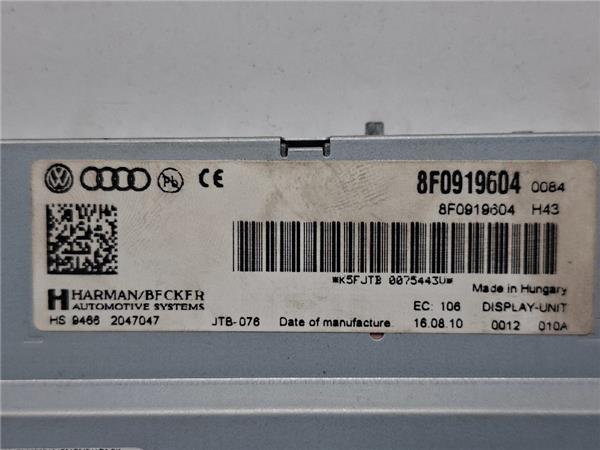 CE
8F0919604 0084
8F0919604 H43
*K5FJTB 0075443U*
Made in Hungary
HARMAN/BECKER
AUTOMOTIVE SYSTEMS
EC: 106 DISPLAY-UNIT
HS 9466 2047047 JTB-076 Date of manufacture: 16.08.10 0012 010A
Pb